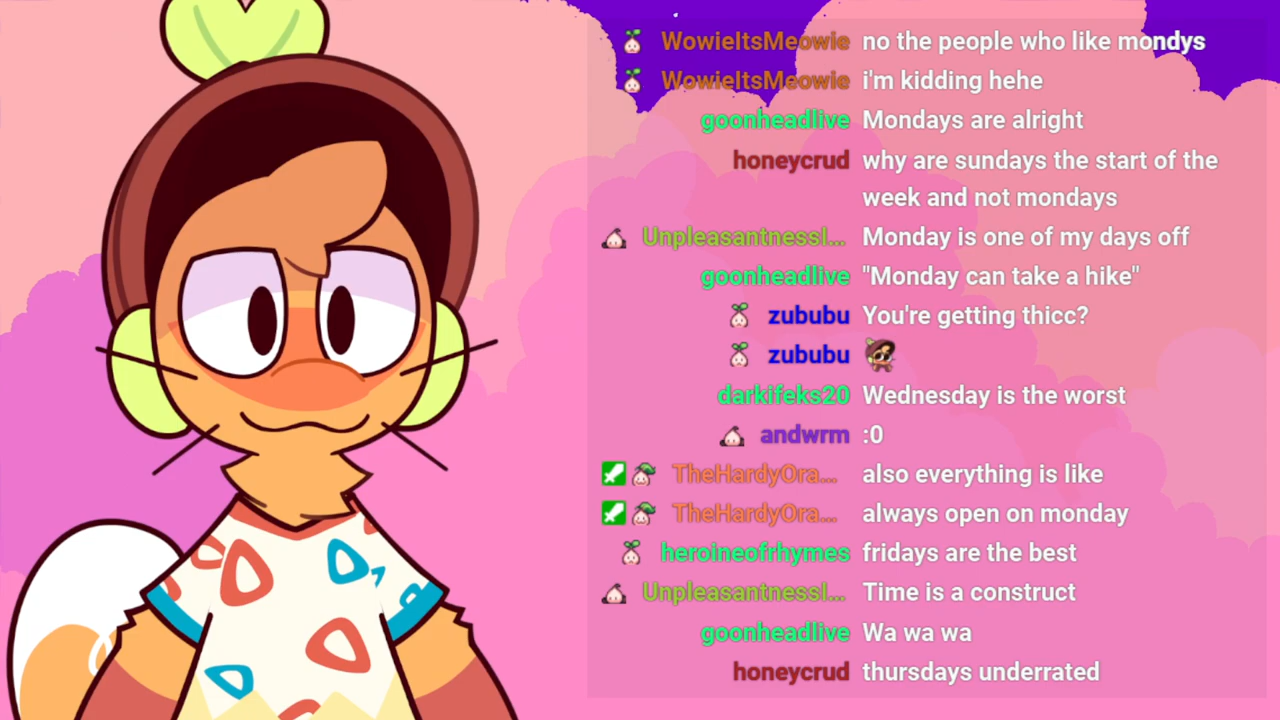 WowieItsMeowie no the people who like mondys
WowieItsMeowie i'm kidding hehe
goonheadlive Mondays are alright
honeycrud why are sundays the start of the
week and not mondays
Unpleasantnessl... Monday is one of my days off
goonheadlive "Monday can take a hike"
zububu You're getting thicc?
zububu
darkifeks20 Wednesday is the worst
andwrm :0
TheHardyOra... also everything is like
TheHardyOra... always open on monday
heroineofrhymes fridays are the best
Unpleasantnessl... Time is a construct
goonheadlive Wa wa wa
honeycrud thursdays underrated